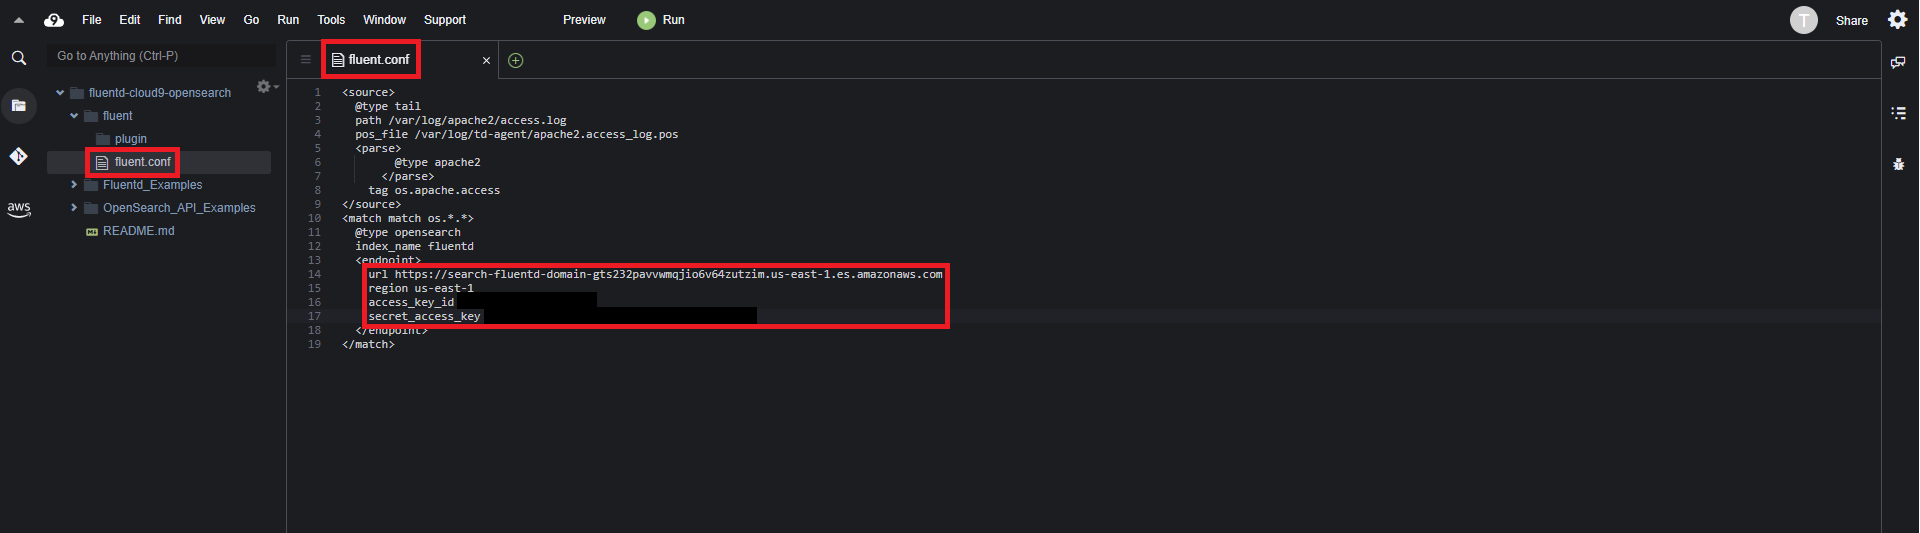 9 File Edit Find View Go Run Tools Window Support Preview Run T Share
Go to Anything (Ctrl-P)
fluentd-cloud9-opensearch
fluent
plugin
fluent.conf
Fluentd_Examples
OpenSearch_API_Examples
README.md
aws
fluent.conf
1 <source>
2 @type tail
3 path /var/log/apache2/access.log
4 pos_file /var/log/td-agent/apache2.access_log.pos
5 <parse>
6 @type apache2
7 </parse>
8 tag os.apache.access
9 </source>
10 <match match os.*.*>
11 @type opensearch
12 index_name fluentd
13 <endpoint>
14 url https://search-fluentd-domain-gts232pavvwmqjio6v64zutzim.us-east-1.es.amazonaws.com
15 region us-east-1
16 access_key_id
17 secret_access_key
18 </endpoint>
19 </match>